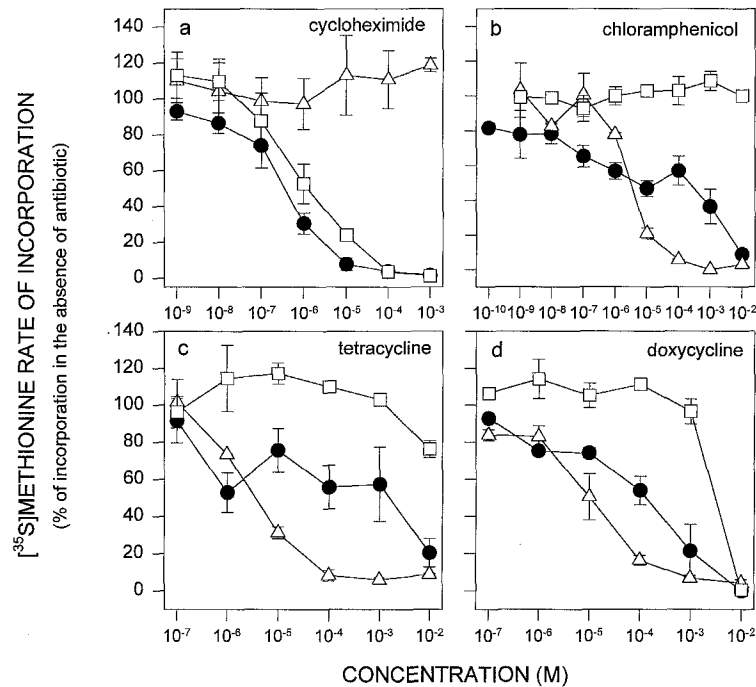 [³⁵S]METHIONINE RATE OF INCORPORATION
(% of incorporation in the absence of antibiotic)
a
cycloheximide
140
120
100
80
60
40
20
0
10⁻⁹ 10⁻⁸ 10⁻⁷ 10⁻⁶ 10⁻⁵ 10⁻⁴ 10⁻³
b
chloramphenicol
10⁻¹⁰ 10⁻⁹ 10⁻⁸ 10⁻⁷ 10⁻⁶ 10⁻⁵ 10⁻⁴ 10⁻³ 10⁻²
c
tetracycline
140
120
100
80
60
40
20
0
10⁻⁷ 10⁻⁶ 10⁻⁵ 10⁻⁴ 10⁻³ 10⁻²
d
doxycycline
10⁻⁷ 10⁻⁶ 10⁻⁵ 10⁻⁴ 10⁻³ 10⁻²
CONCENTRATION (M)